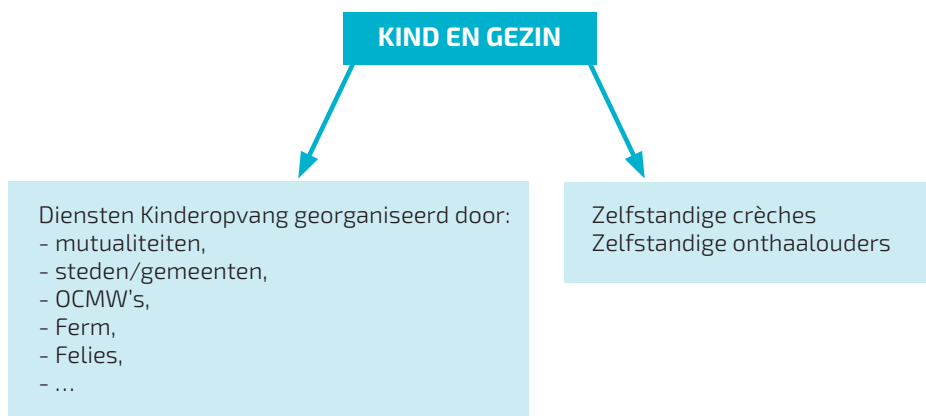 KIND EN GEZIN
Diensten Kinderopvang georganiseerd door:
- mutualiteiten,
- steden/gemeenten,
- OCMW's,
- Ferm,
- Felies,
- ...
Zelfstandige crèches
Zelfstandige onthaalouders